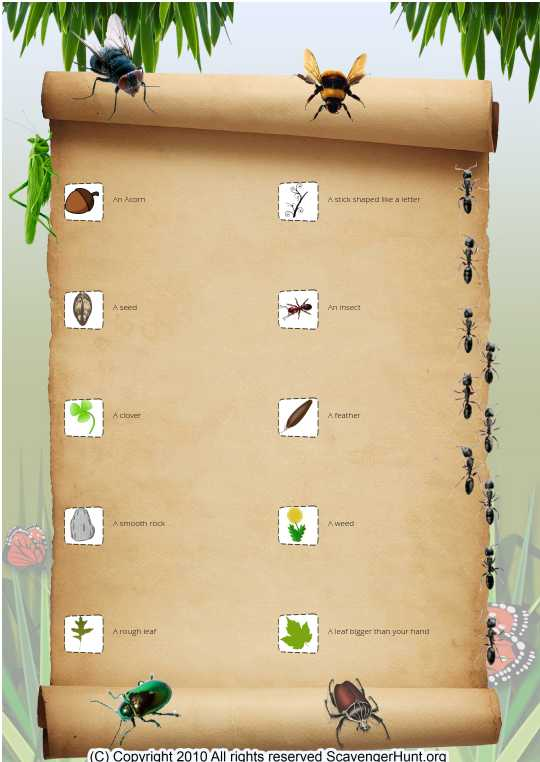 An Acorn
A stick shaped like a letter
A seed
An insect
A clover
A feather
A smooth rock
A weed
A rough leaf
A leaf bigger than your hand
(C) Copyright 2010 All rights reserved ScavengerHunt.org